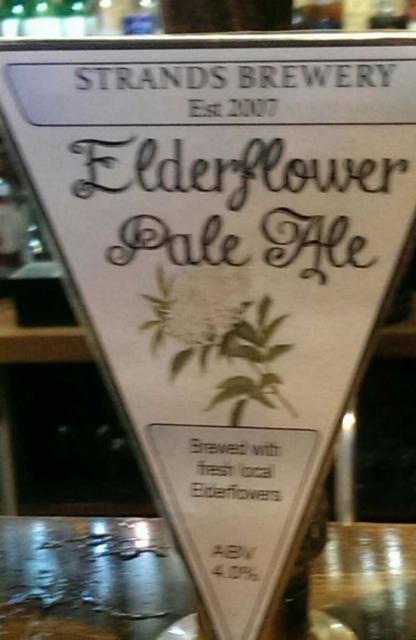 STRANDS BREWERY
Est 2007
Elderflower
Pale Ale
Brewed with
fresh local
Elderflowers
ABV
4.0%